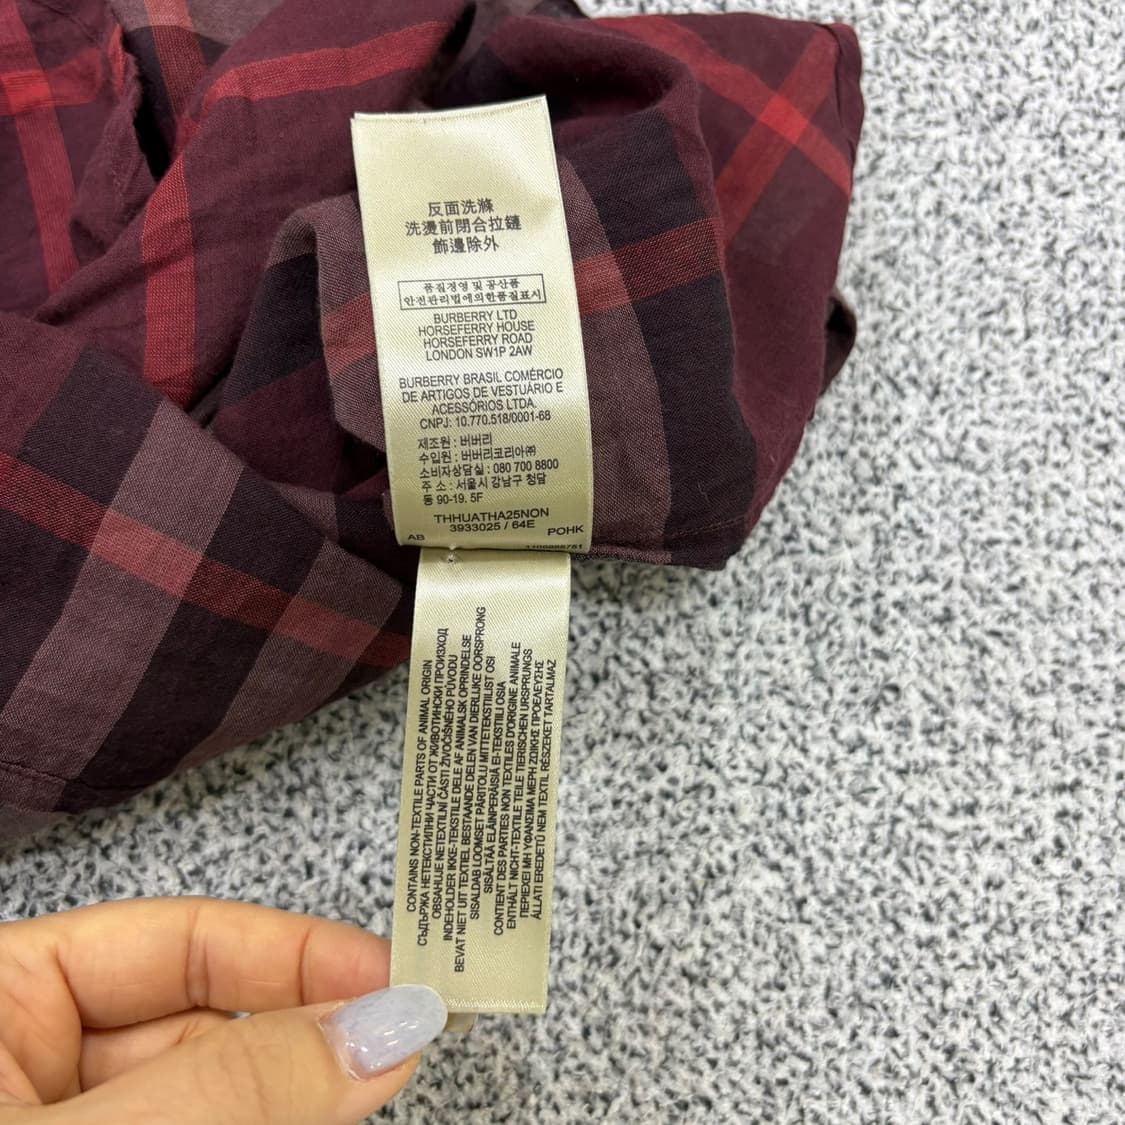 反面洗滌
洗燙前閉合拉鏈
飾邊除外
품질경영 및 공산품
안전관리법에의한품질표시
BURBERRY LTD
HORSEFERRY HOUSE
HORSEFERRY ROAD
LONDON SW1P 2AW
BURBERRY BRASIL COMÉRCIO
DE ARTIGOS DE VESTUÁRIO E
ACESSÓRIOS LTDA.
CNPJ: 10.770.518/0001-68
제조원 : 버버리
수입원 : 버버리코리아㈜
소비자상담실 : 080 700 8800
주 소 : 서울시 강남구 청담
동 90-19. 5F
THHUATHA25NON
3933025 / 64E
AB
POHK
CONTAINS NON-TEXTILE PARTS OF ANIMAL ORIGIN
СЪДЪРЖА НЕТЕКСТИЛНИ ЧАСТИ ОТ ЖИВОТИНСКИ ПРОИЗХОД
OBSAHUJE NETEXTILNÍ ČÁSTI ŽIVOČIŠNÉHO PŮVODU
INDEHOLDER IKKE-TEKSTILE DELE AF ANIMALSK OPRINDELSE
BEVAT NIET UIT TEXTIEL BESTAANDE DELEN VAN DIERLIJKE OORSPRONG
SISALDAB LOOMSET PÄRITOLU MITTETEKSTIILIST OSI
SISÄLTÄÄ ELÄINPERÄISIÄ EI-TEKSTIILI OSIA
CONTIENT DES PARTIES NON TEXTILES D'ORIGINE ANIMALE
ENTHÄLT NICHT-TEXTILE TEILE TIERISCHEN URSPRUNGS
ΠΕΡΙΕΧΕΙ ΜΗ ΥΦΑΝΣΙΜΑ ΜΕΡΗ ΖΩΙΚΗΣ ΠΡΟΕΛΕΥΣΗΣ
ÁLLATI EREDETŰ NEM TEXTIL RÉSZEKET TARTALMAZ